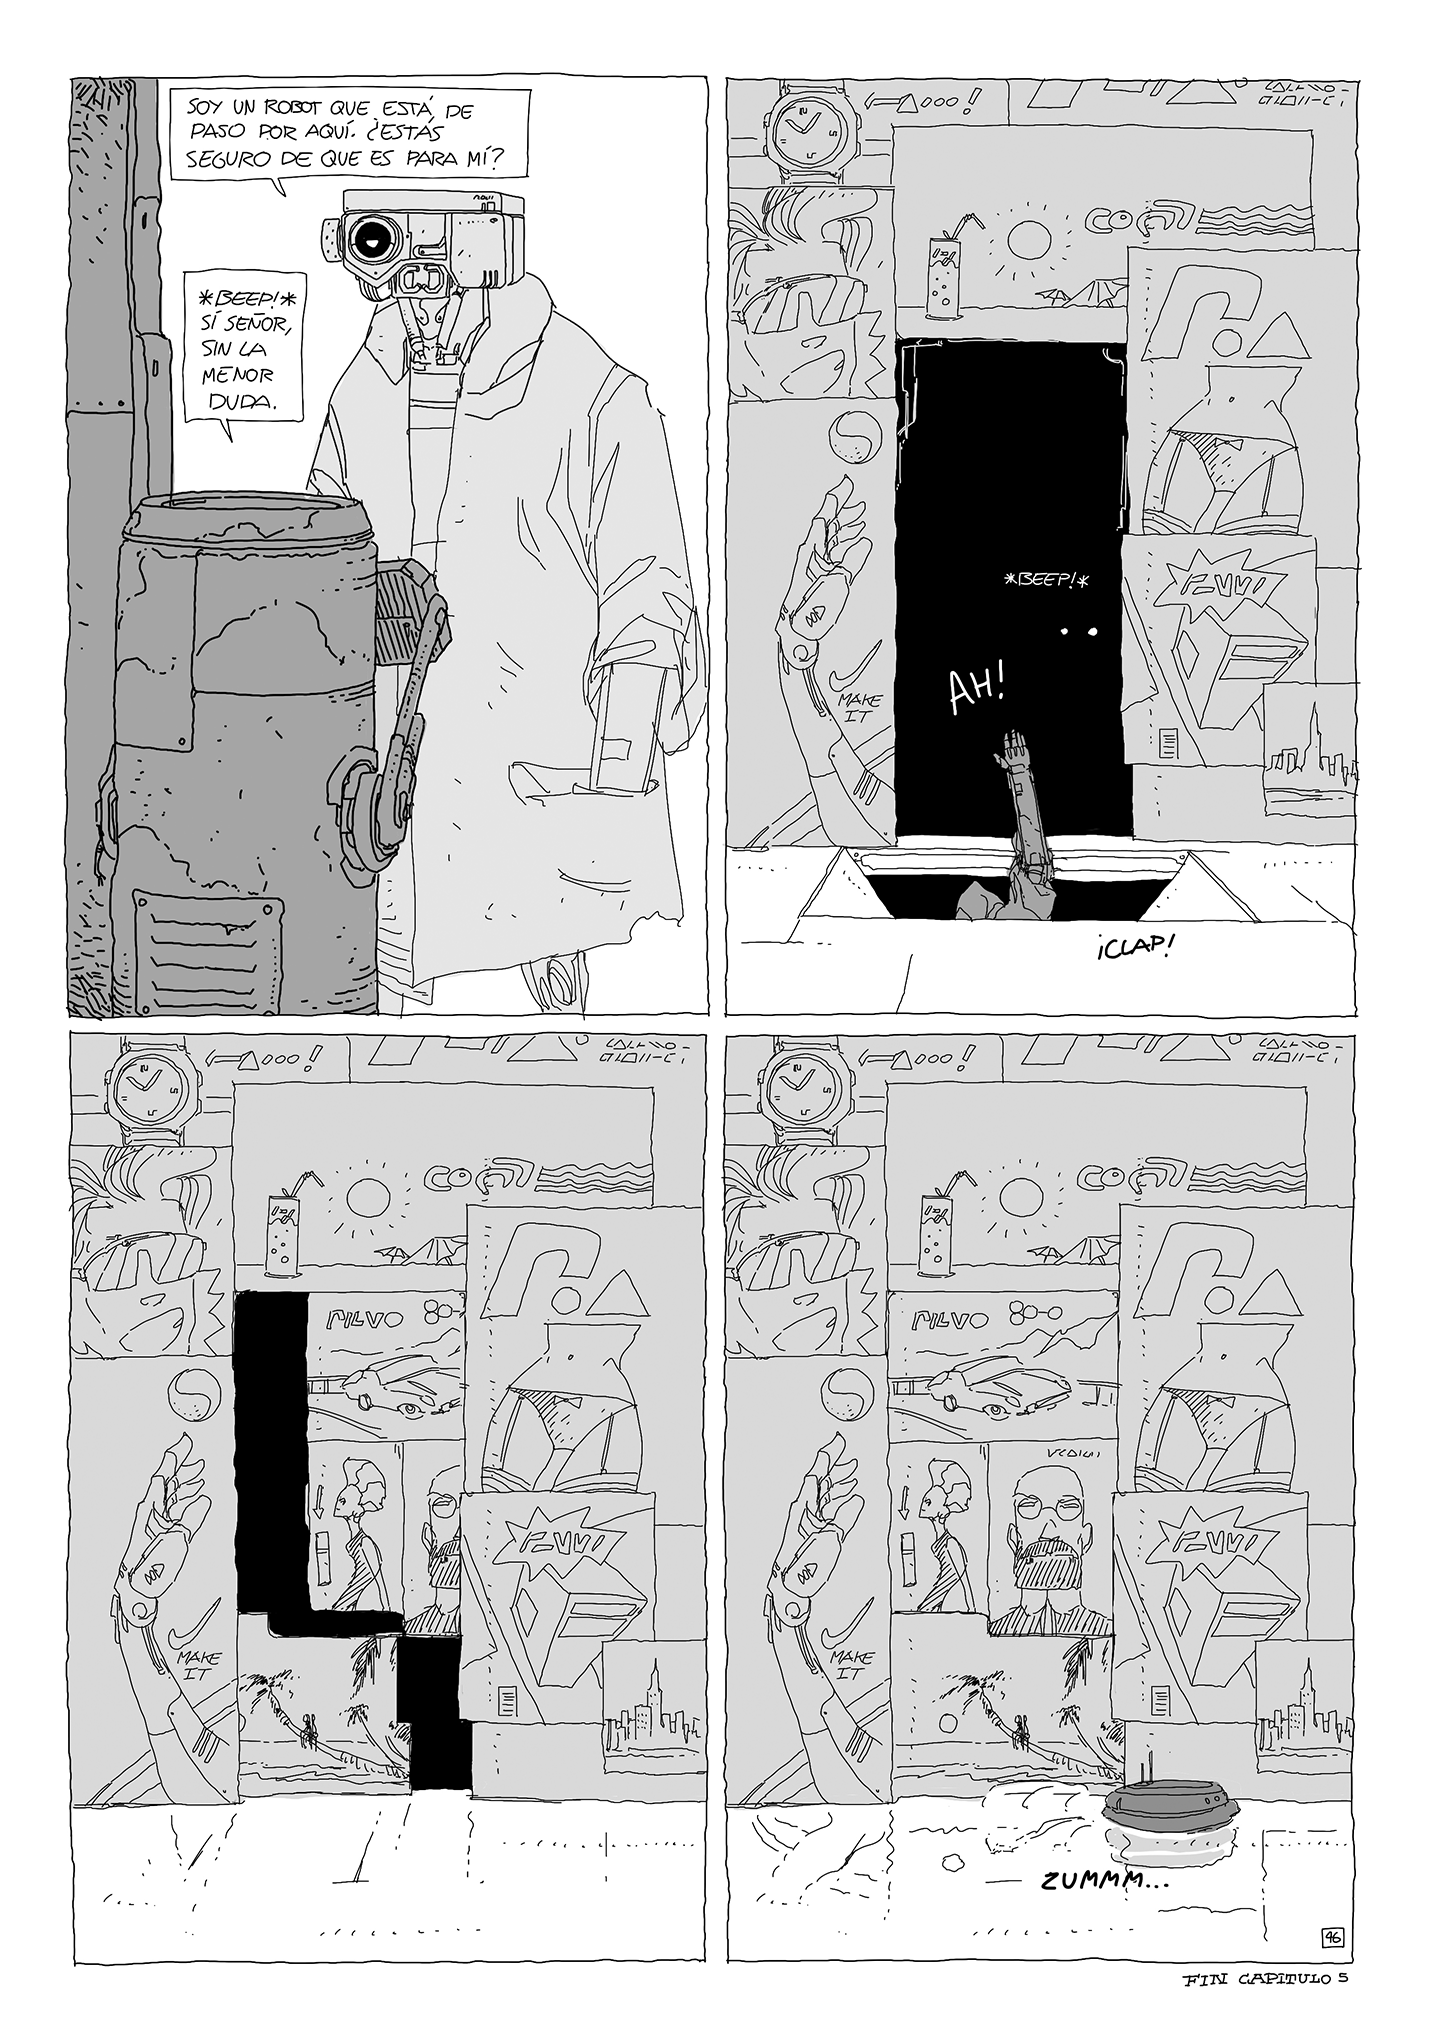 SOY UN ROBOT QUE ESTÁ DE
PASO POR AQUÍ. ¿ESTÁS
SEGURO DE QUE ES PARA MÍ?
*BEEP!*
SÍ SEÑOR,
SIN LA
MENOR
DUDA.
*BEEP!*
AH!
MAKE
IT
¡CLAP!
MAKE
IT
MAKE
IT
ZUMMM...
46
FIN CAPITULO 5